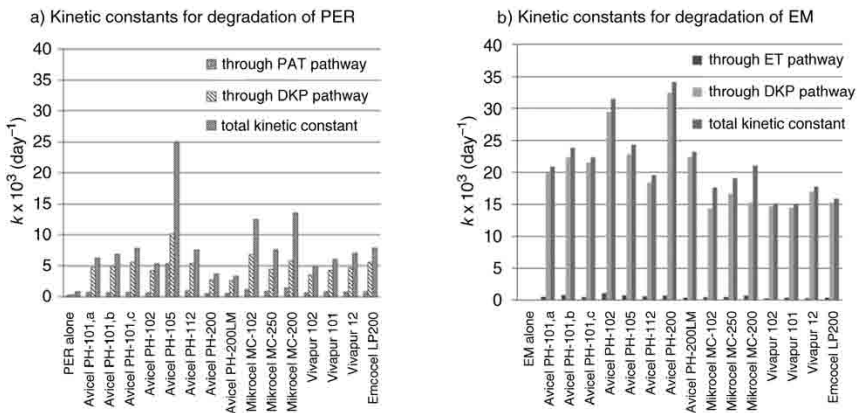 a) Kinetic constants for degradation of PER
40
35
30
25
20
15
10
5
0
k x 10³ (day⁻¹)
through PAT pathway
through DKP pathway
total kinetic constant
PER alone
Avicel PH-101,a
Avicel PH-101,b
Avicel PH-101,c
Avicel PH-102
Avicel PH-105
Avicel PH-112
Avicel PH-200
Avicel PH-200LM
Mikrocel MC-102
Mikrocel MC-250
Mikrocel MC-200
Vivapur 102
Vivapur 101
Vivapur 12
Emcocel LP200
b) Kinetic constants for degradation of EM
40
35
30
25
20
15
10
5
0
k x 10³ (day⁻¹)
through ET pathway
through DKP pathway
total kinetic constant
EM alone
Avicel PH-101,a
Avicel PH-101,b
Avicel PH-101,c
Avicel PH-102
Avicel PH-105
Avicel PH-112
Avicel PH-200
Avicel PH-200LM
Mikrocel MC-102
Mikrocel MC-250
Mikrocel MC-200
Vivapur 102
Vivapur 101
Vivapur 12
Emcocel LP200